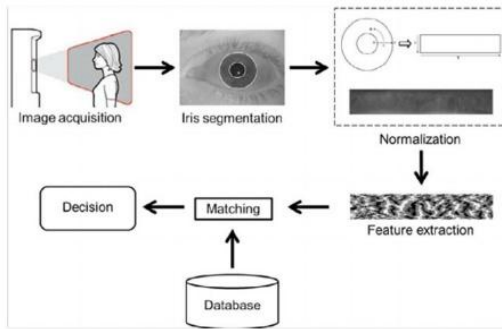 Image acquisition
Iris segmentation
Normalization
Decision
Matching
Feature extraction
Database